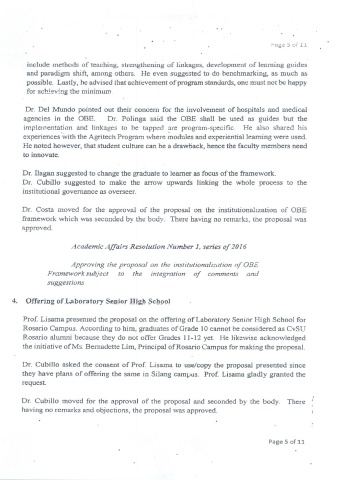 Page 5 of 11
include methods of teaching, strengthening of linkages, development of learning guides
and paradigm shift, among others. He even suggested to do benchmarking, as much as
possible. Lastly, he advised that achievement of program standards, one must not be happy
for achieving the minimum
Dr. Del Mundo pointed out their concern for the involvement of hospitals and medical
agencies in the OBE. Dr. Polinga said the OBE shall be used as guides but the
implementation and linkages to be tapped are program-specific. He also shared his
experiences with the Agritech Program where modules and experiential learning were used.
He noted however, that student culture can be a drawback, hence the faculty members need
to innovate.
Dr. Ilagan suggested to change the graduate to learner as focus of the framework.
Dr. Cubillo suggested to make the arrow upwards linking the whole process to the
institutional governance as overseer.
Dr. Costa moved for the approval of the proposal on the institutionalization of OBE
framework which was seconded by the body. There having no remarks, the proposal was
approved.
Academic Affairs Resolution Number 1, series of 2016
Approving the proposal on the institutionalization of OBE
Framework subject to the integration of comments and
suggestions
4. Offering of Laboratory Senior High School
Prof. Lisama presented the proposal on the offering of Laboratory Senior High School for
Rosario Campus. According to him, graduates of Grade 10 cannot be considered as CvSU
Rosario alumni because they do not offer Grades 11-12 yet. He likewise acknowledged
the initiative of Ms. Bernadette Lim, Principal of Rosario Campus for making the proposal.
Dr. Cubillo asked the consent of Prof. Lisama to use/copy the proposal presented since
they have plans of offering the same in Silang campus. Prof. Lisama gladly granted the
request.
Dr. Cubillo moved for the approval of the proposal and seconded by the body. There
having no remarks and objections, the proposal was approved.
Page 5 of 11